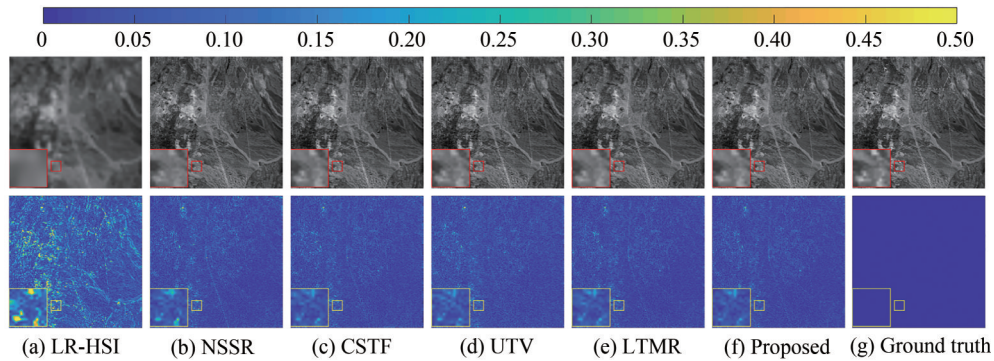 0 0.05 0.10 0.15 0.20 0.25 0.30 0.35 0.40 0.45 0.50
(a) LR-HSI (b) NSSR (c) CSTF (d) UTV (e) LTMR (f) Proposed (g) Ground truth